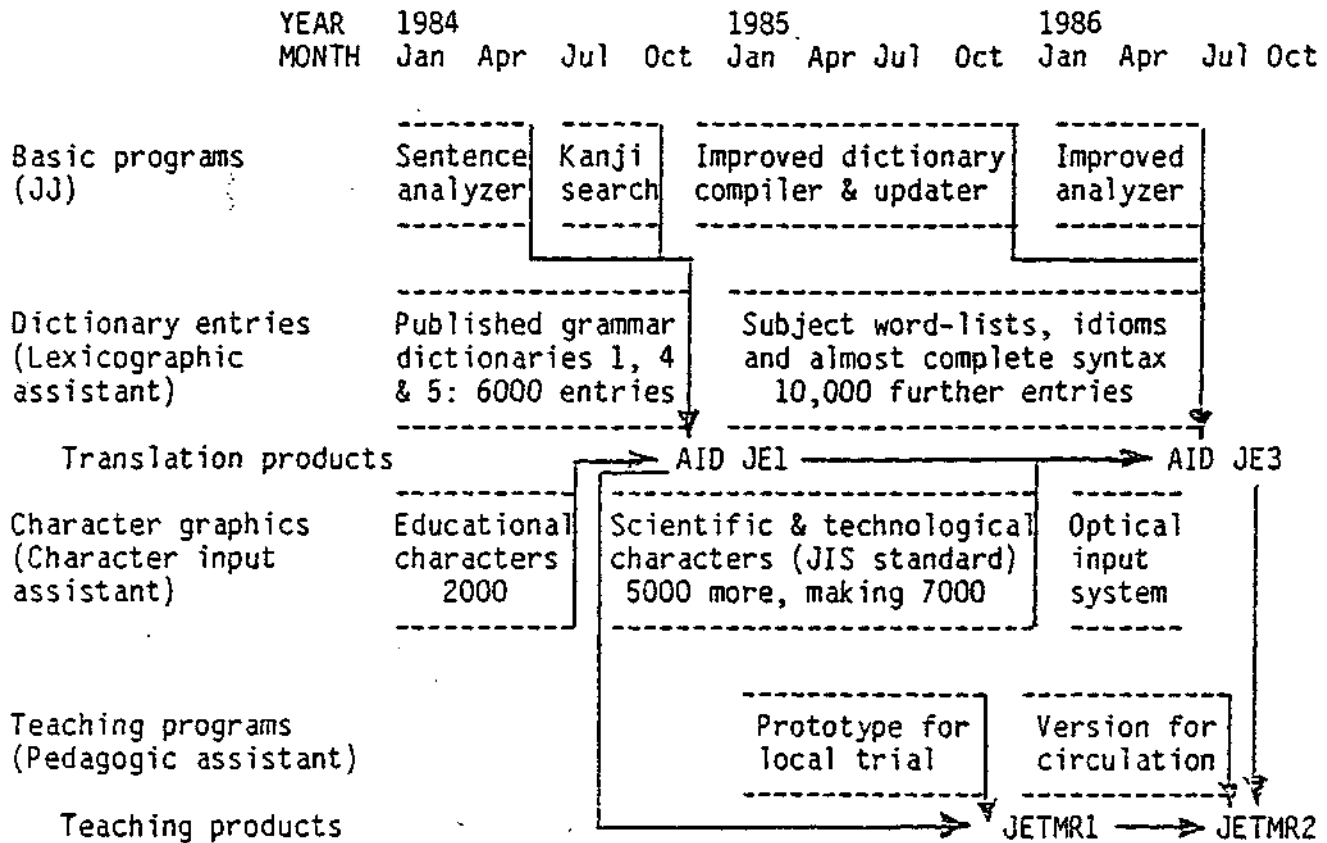 YEAR 1984 1985 1986
MONTH Jan Apr Jul Oct Jan Apr Jul Oct Jan Apr Jul Oct
Basic programs Sentence Kanji Improved dictionary Improved
(JJ) analyzer search compiler & updater analyzer
Dictionary entries Published grammar Subject word-lists, idioms
(Lexicographic dictionaries 1, 4 and almost complete syntax
assistant) & 5: 6000 entries 10,000 further entries
Translation products AID JE1 AID JE3
Character graphics Educational Scientific & technological Optical
(Character input characters characters (JIS standard) input
assistant) 2000 5000 more, making 7000 system
Teaching programs Prototype for Version for
(Pedagogic assistant) local trial circulation
Teaching products JETMR1 JETMR2